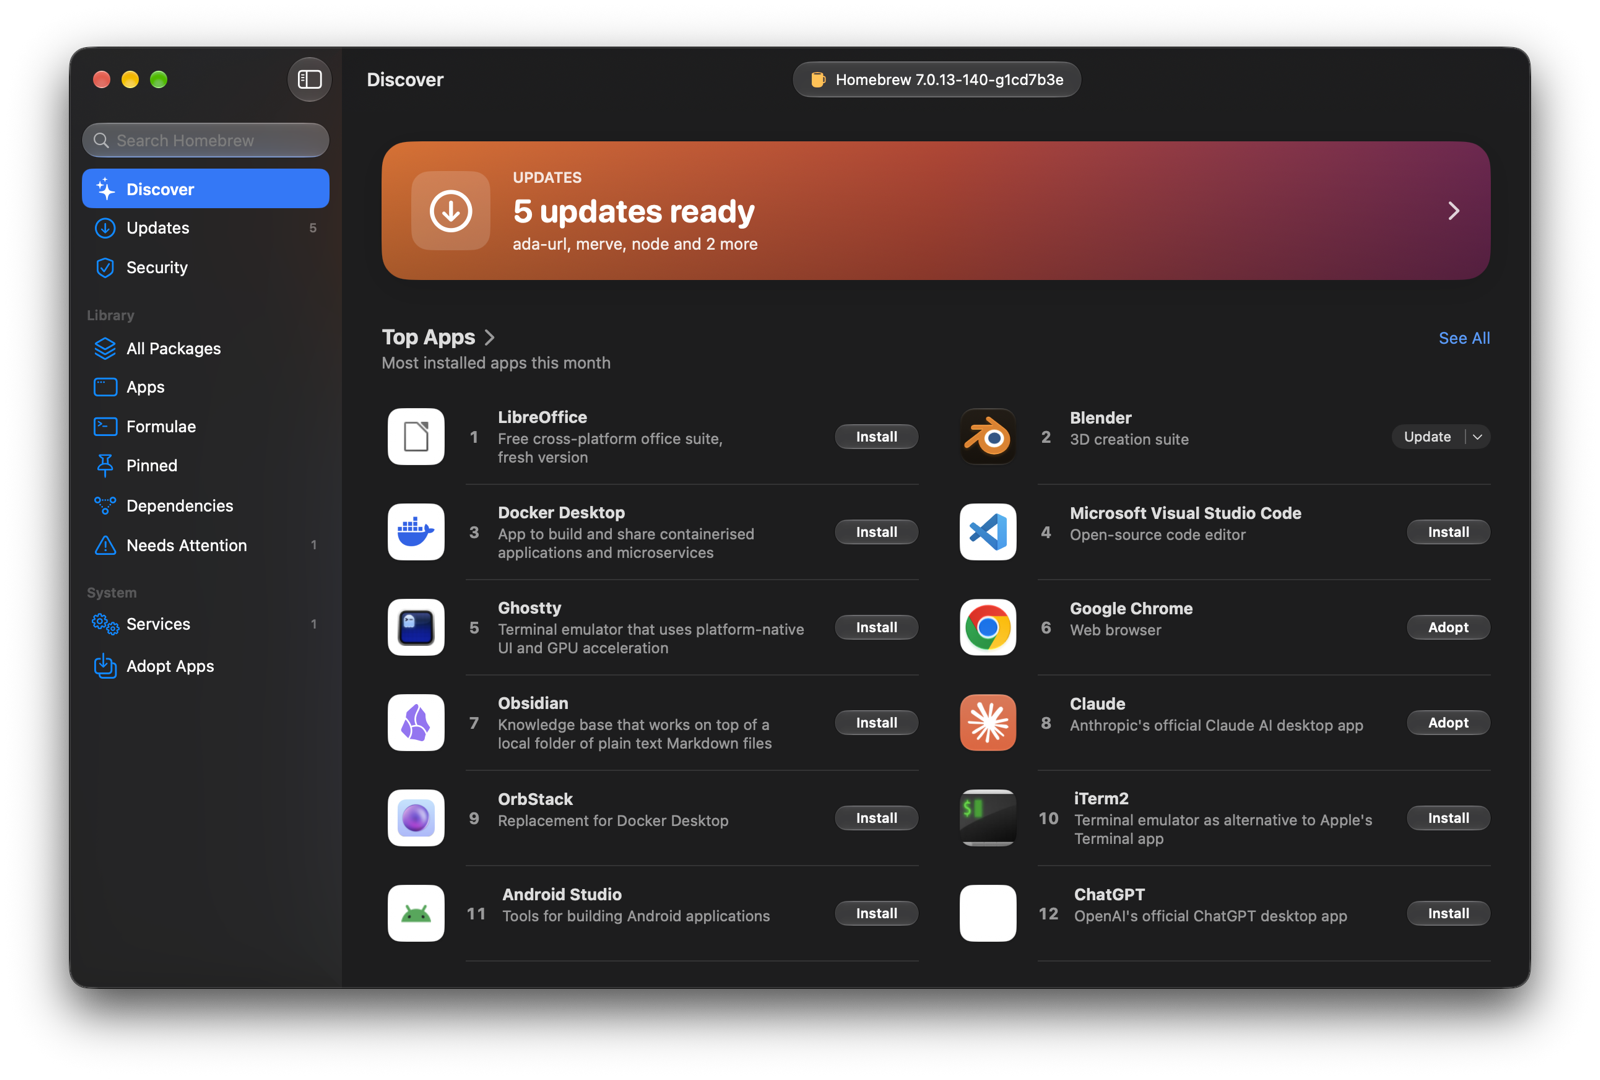 Discover
Homebrew 7.0.13-140-g1cd7b3e
Search Homebrew
Discover
Updates 5
Security
Library
All Packages
Apps
Formulae
Pinned
Dependencies
Needs Attention 1
System
Services 1
Adopt Apps
UPDATES
5 updates ready
ada-url, merve, node and 2 more
Top Apps
See All
Most installed apps this month
1
LibreOffice
Free cross-platform office suite,
fresh version
Install
2
Blender
3D creation suite
Update
3
Docker Desktop
App to build and share containerised
applications and microservices
Install
4
Microsoft Visual Studio Code
Open-source code editor
Install
5
Ghostty
Terminal emulator that uses platform-native
UI and GPU acceleration
Install
6
Google Chrome
Web browser
Adopt
7
Obsidian
Knowledge base that works on top of a
local folder of plain text Markdown files
Install
8
Claude
Anthropic's official Claude AI desktop app
Adopt
9
OrbStack
Replacement for Docker Desktop
Install
$
10
iTerm2
Terminal emulator as alternative to Apple's
Terminal app
Install
11
Android Studio
Tools for building Android applications
Install
12
ChatGPT
OpenAI's official ChatGPT desktop app
Install